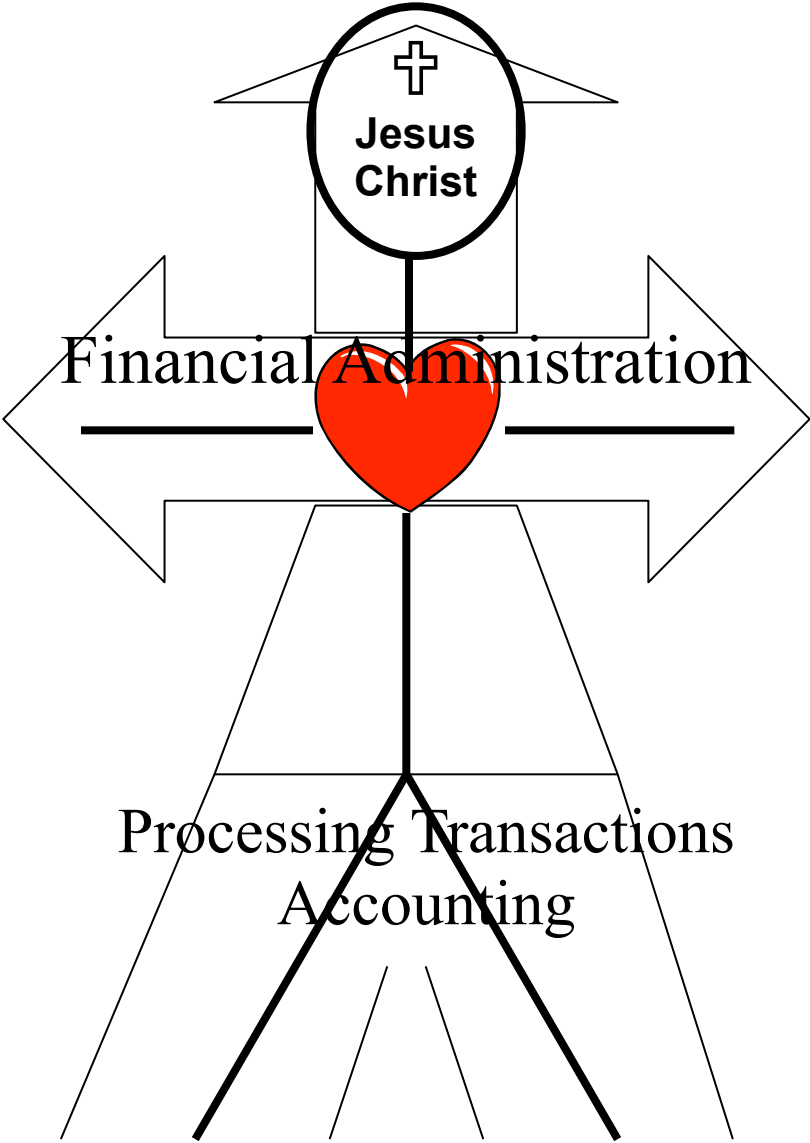 Jesus
Christ
Financial Administration
Processing Transactions
Accounting